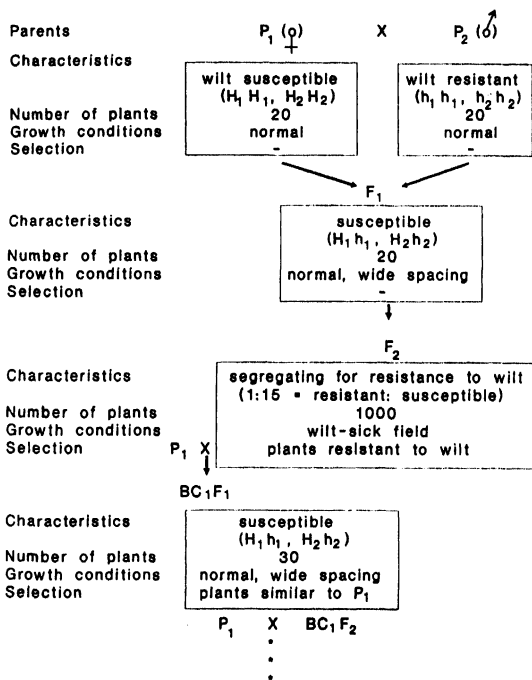 Parents P₁ (♀) X P₂ (♂)
Characteristics
wilt susceptible wilt resistant
(H₁ H₁, H₂ H₂) (h₁ h₁, h₂ h₂)
Number of plants 20 20
Growth conditions normal normal
Selection - -
F₁
Characteristics susceptible
(H₁ h₁, H₂ h₂)
Number of plants 20
Growth conditions normal, wide spacing
Selection -
F₂
Characteristics segregating for resistance to wilt
(1:15 = resistant: susceptible)
Number of plants 1000
Growth conditions wilt-sick field
Selection P₁ X plants resistant to wilt
BC₁F₁
Characteristics susceptible
(H₁ h₁, H₂ h₂)
Number of plants 30
Growth conditions normal, wide spacing
Selection plants similar to P₁
P₁ X BC₁F₂